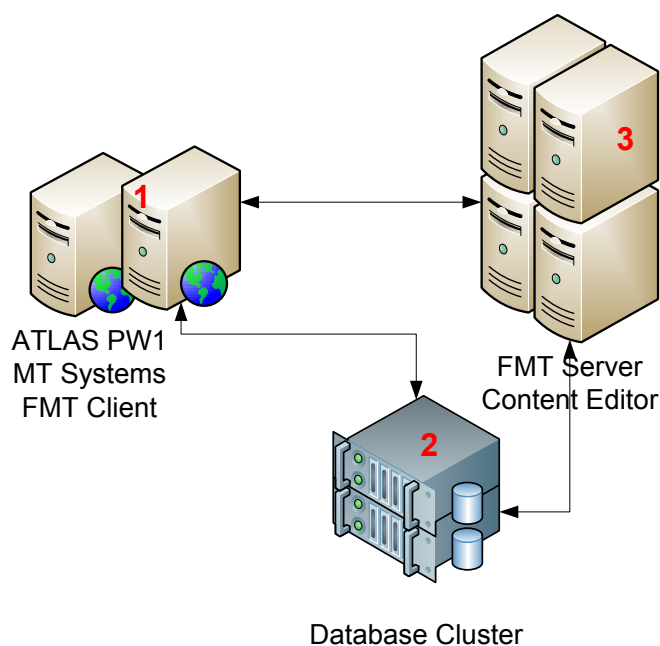 1
3
ATLAS PW1
MT Systems
FMT Client
FMT Server
Content Editor
2
Database Cluster